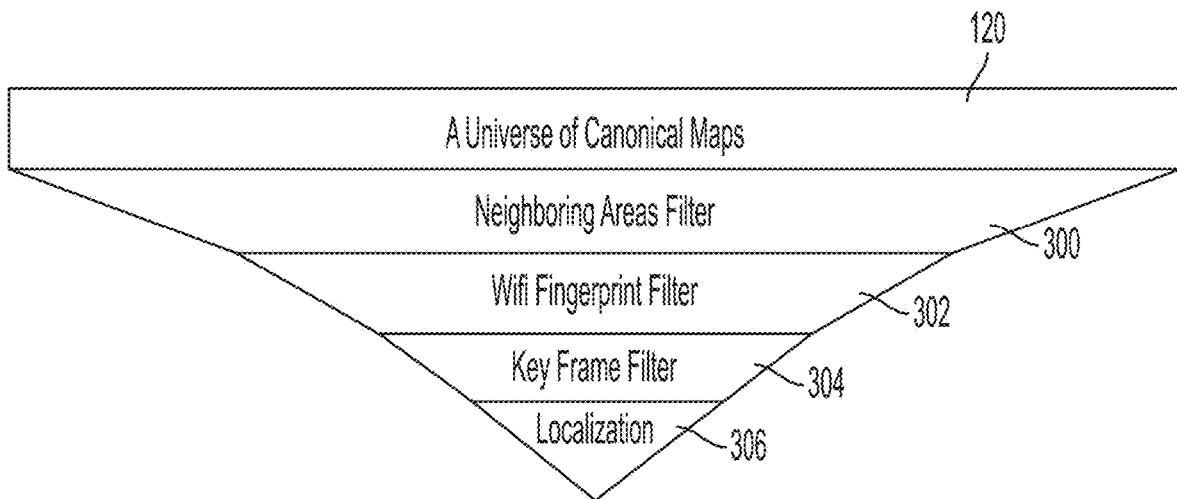 120
A Universe of Canonical Maps
Neighboring Areas Filter
300
Wifi Fingerprint Filter
302
Key Frame Filter
304
Localization
306